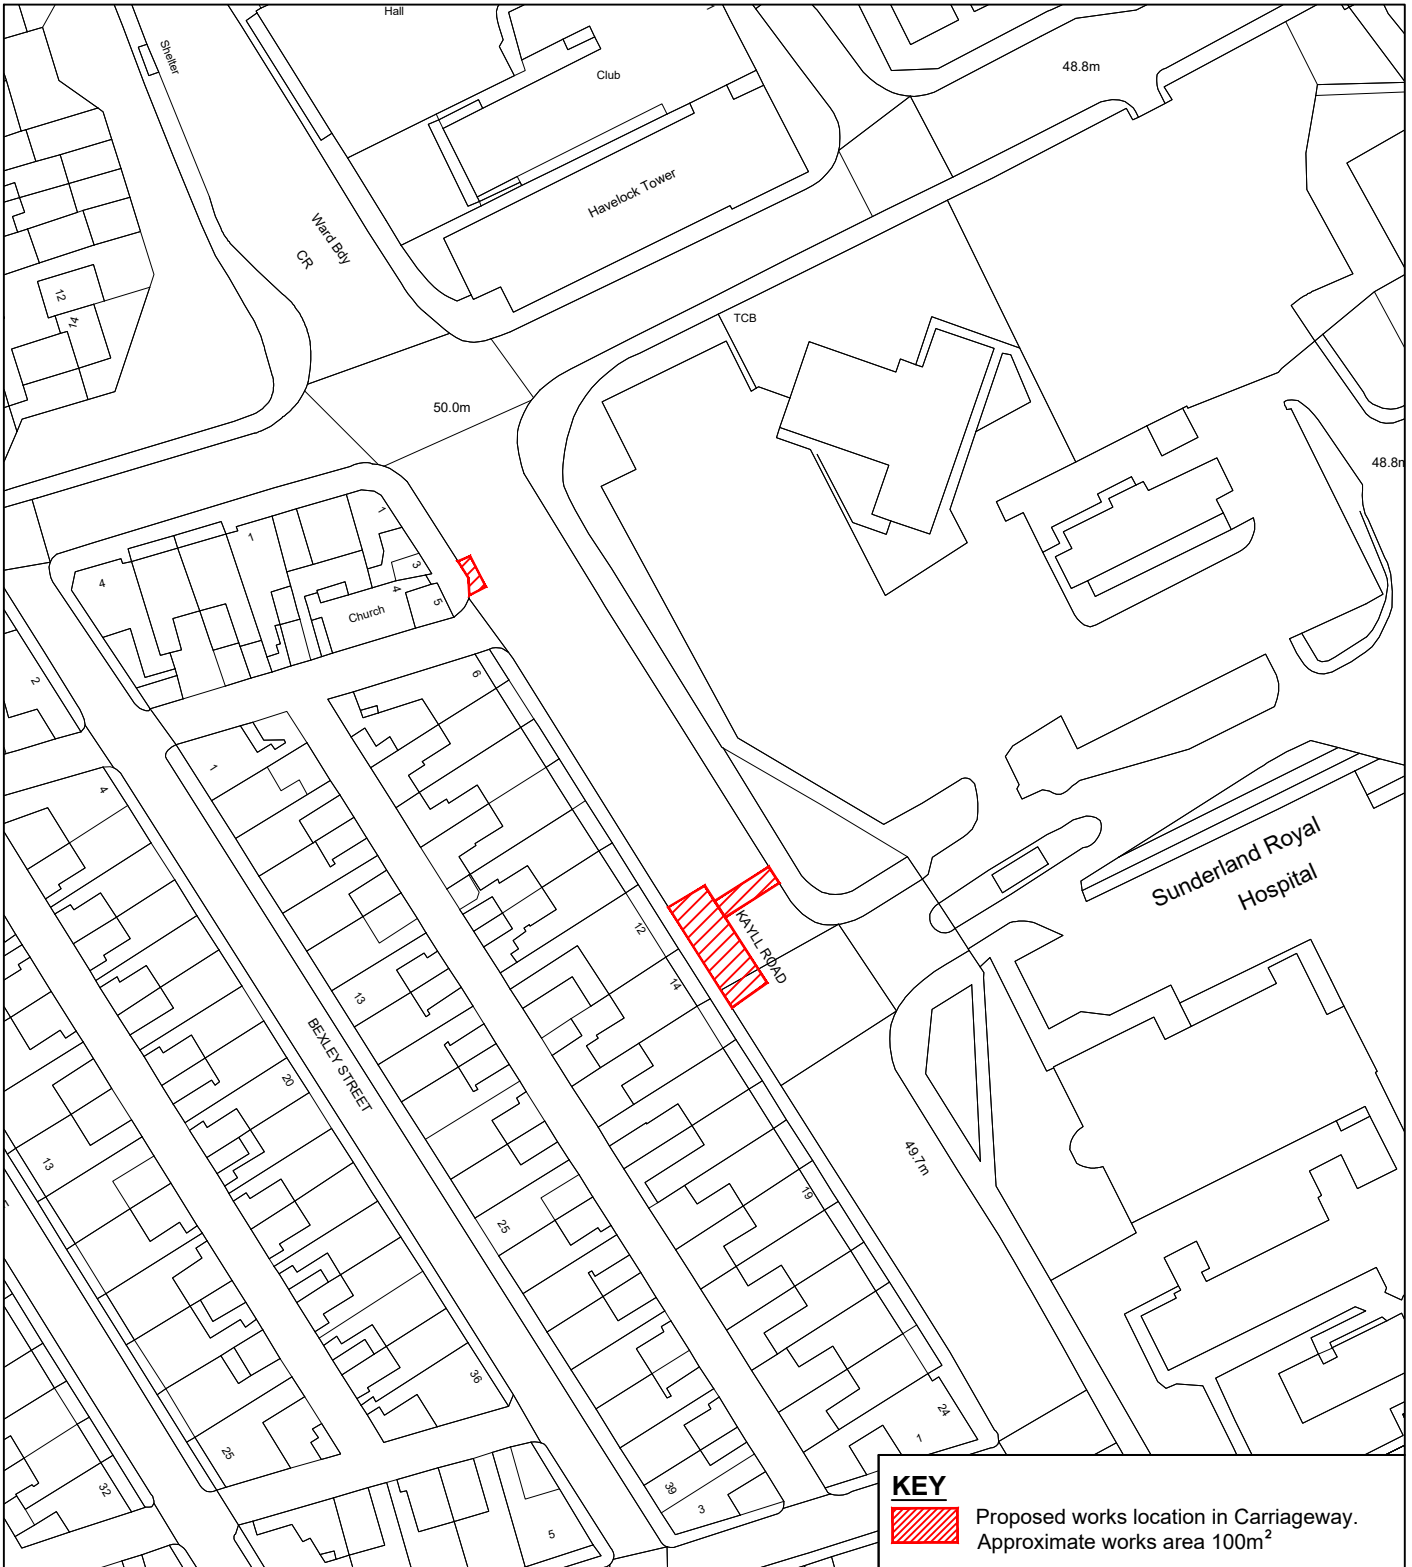 Hall
Shelter
Club
48.8m
Havelock Tower
Ward Bdy
CR
12
14
TCB
50.0m
48.8m
1
1
4
3
4
5
Church
2
6
1
4
Sunderland Royal
Hospital
KAYLL ROAD
12
14
13
BEXLEY STREET
20
13
49.7m
19
25
36
24
1
25
39
3
32
5
KEY
Proposed works location in Carriageway.
Approximate works area 100m²